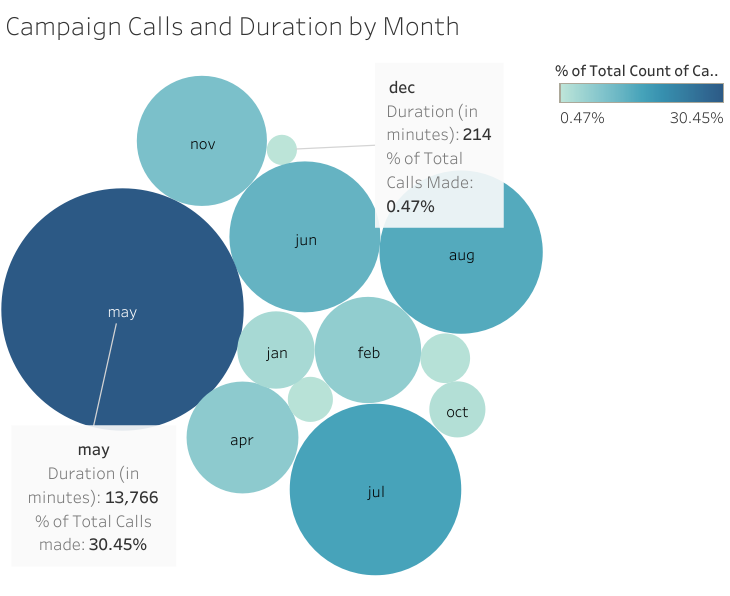 Campaign Calls and Duration by Month
% of Total Count of Ca..
0.47%
30.45%
dec
Duration (in
minutes): 214
% of Total
Calls Made:
0.47%
nov
jun
aug
may
jan
feb
oct
apr
jul
may
Duration (in
minutes): 13,766
% of Total Calls
made: 30.45%